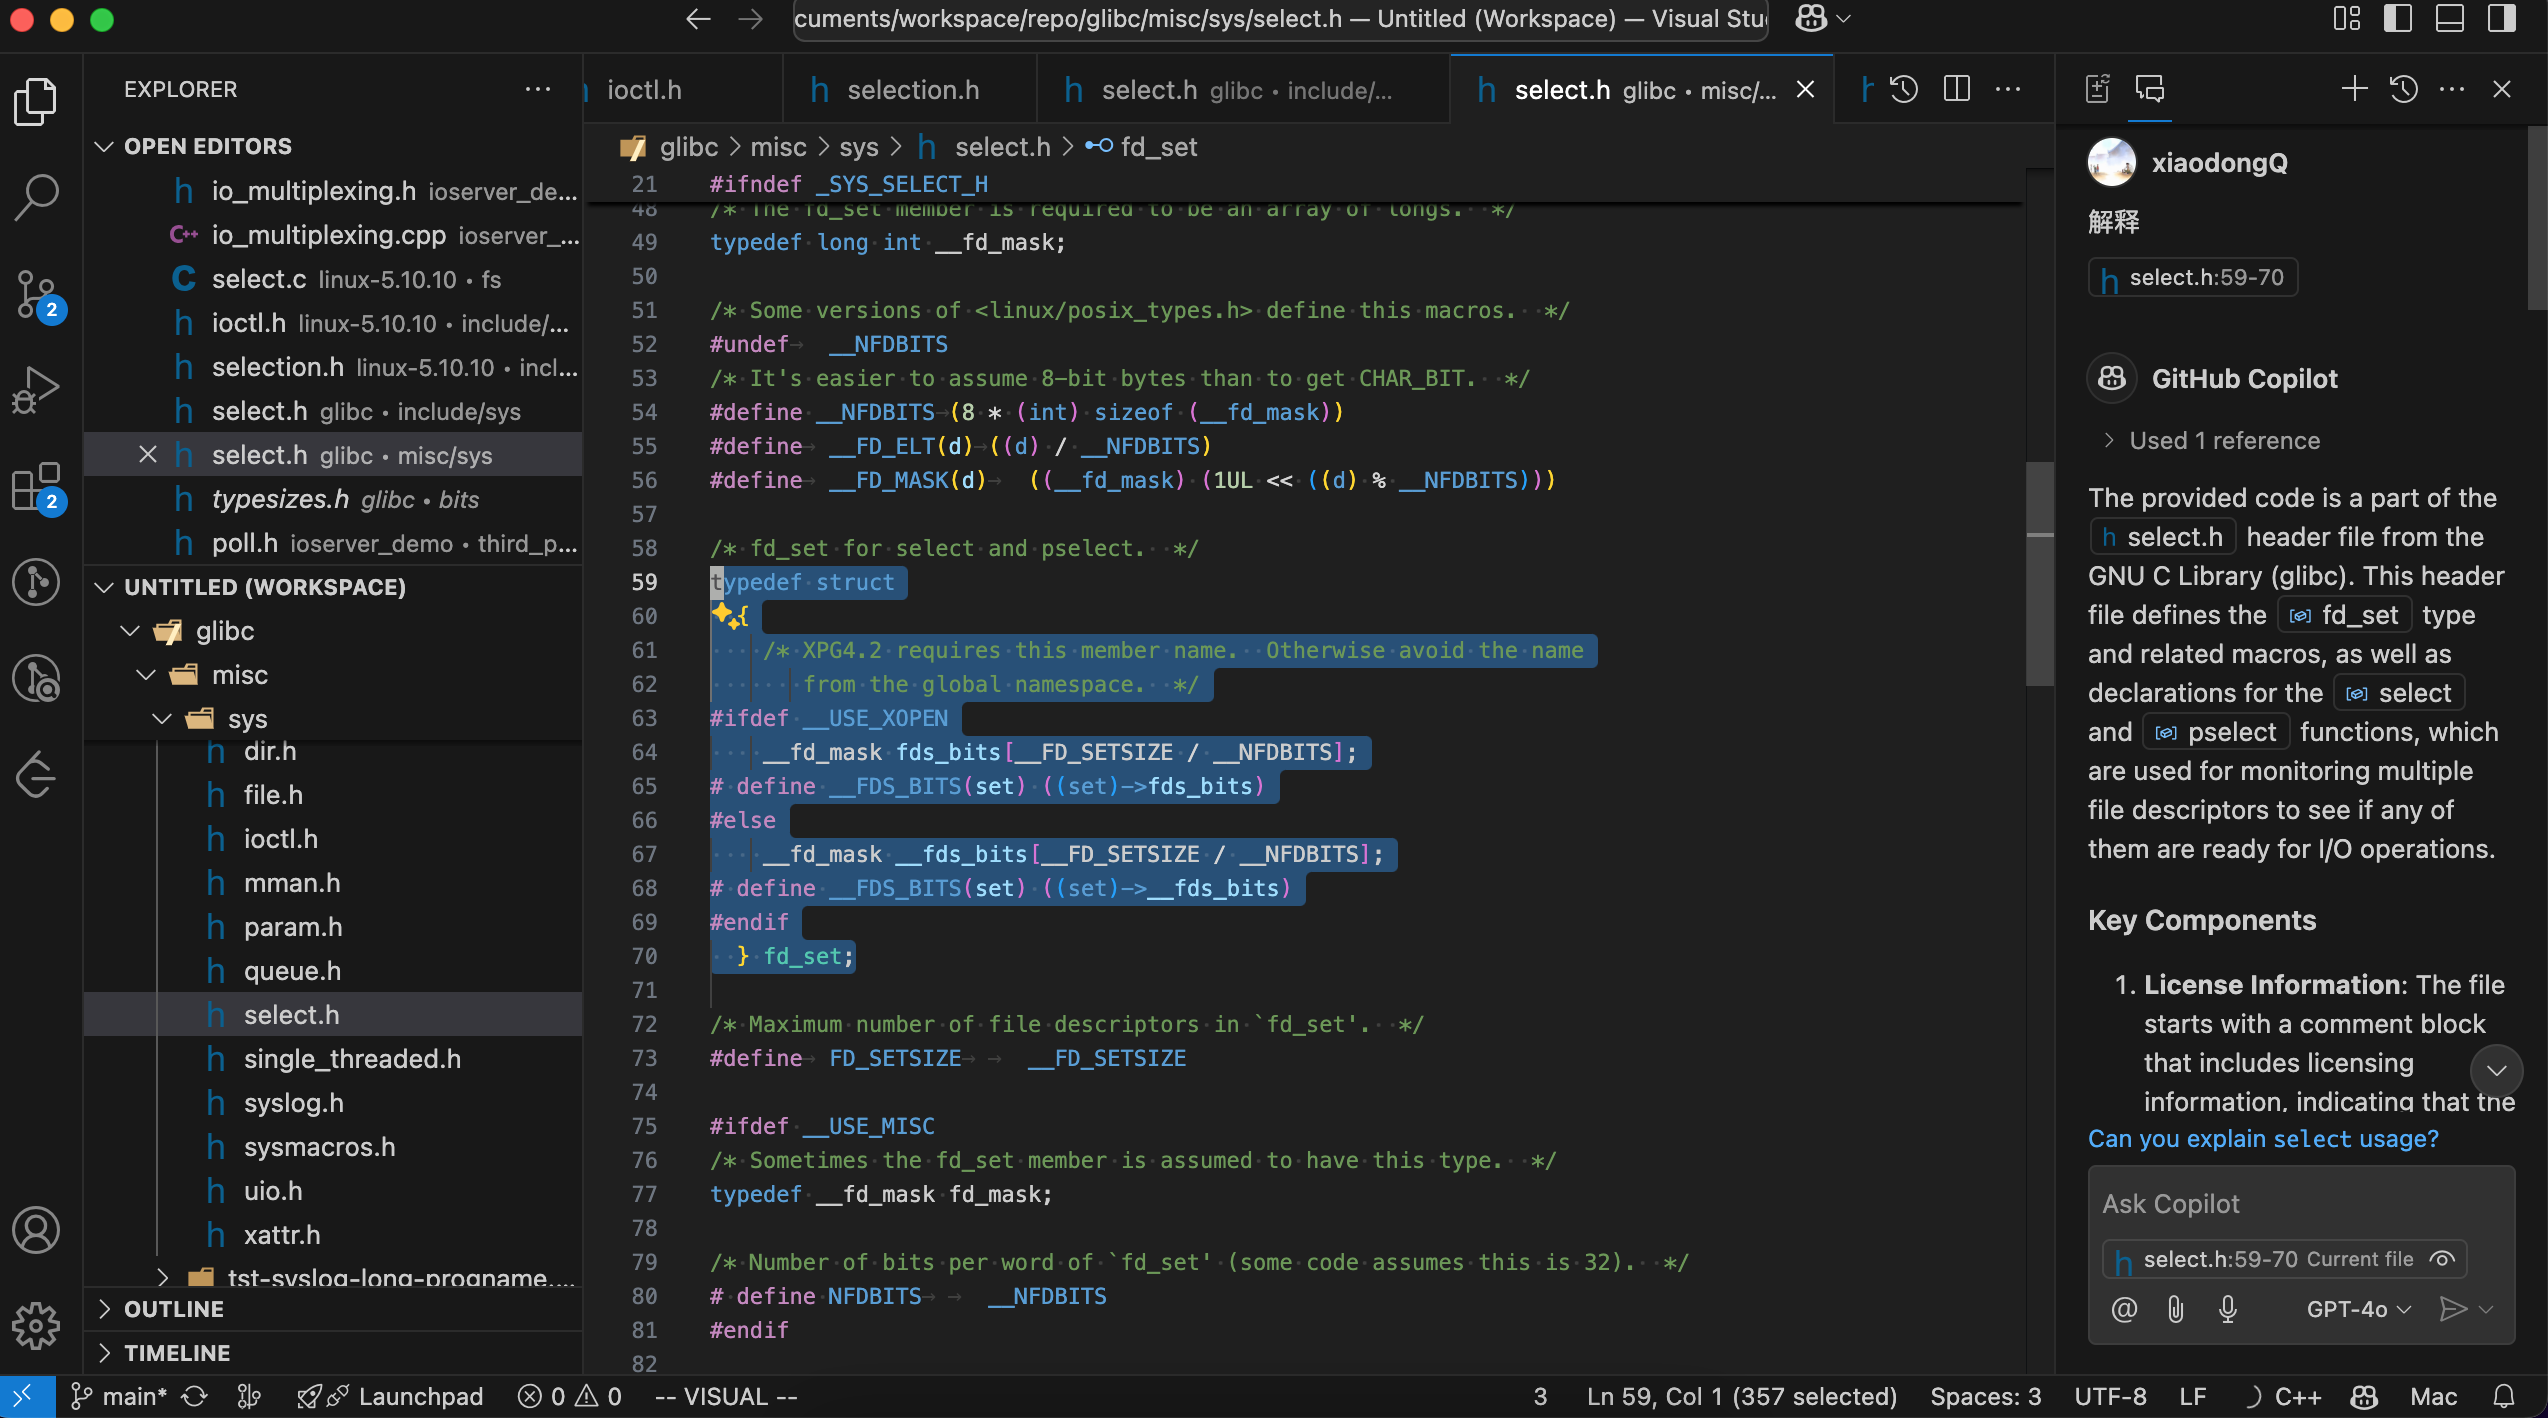 cuments/workspace/repo/glibc/misc/sys/select.h — Untitled (Workspace) — Visual Stu
EXPLORER
OPEN EDITORS
io_multiplexing.h ioserver_de...
C++ io_multiplexing.cpp ioserver_...
C select.c linux-5.10.10 • fs
h ioctl.h linux-5.10.10 • include/...
h selection.h linux-5.10.10 • incl...
h select.h glibc • include/sys
h select.h glibc • misc/sys
h typesizes.h glibc • bits
h poll.h ioserver_demo • third_p...
UNTITLED (WORKSPACE)
glibc
misc
sys
h dir.h
h file.h
h ioctl.h
h mman.h
h param.h
h queue.h
h select.h
h single_threaded.h
h syslog.h
h sysmacros.h
h uio.h
h xattr.h
tst-syslog-long-progname....
OUTLINE
TIMELINE
ioctl.h
h selection.h
h select.h glibc • include/...
h select.h glibc • misc/...
glibc > misc > sys > h select.h > fd_set
21 #ifndef _SYS_SELECT_H
48 /* The fd_set member is required to be an array of longs.  */
49 typedef long int __fd_mask;
50
51 /* Some versions of <linux/posix_types.h> define this macros.  */
52 #undef __NFDBITS
53 /* It's easier to assume 8-bit bytes than to get CHAR_BIT.  */
54 #define __NFDBITS (8 * (int) sizeof (__fd_mask))
55 #define __FD_ELT(d) ((d) / __NFDBITS)
56 #define __FD_MASK(d) ((__fd_mask) (1UL << ((d) % __NFDBITS)))
57
58 /* fd_set for select and pselect.  */
59 typedef struct
60 {
61 /* XPG4.2 requires this member name.  Otherwise avoid the name
62 from the global namespace.  */
63 #ifdef __USE_XOPEN
64 __fd_mask fds_bits[__FD_SETSIZE / __NFDBITS];
65 # define __FDS_BITS(set) ((set)->fds_bits)
66 #else
67 __fd_mask __fds_bits[__FD_SETSIZE / __NFDBITS];
68 # define __FDS_BITS(set) ((set)->__fds_bits)
69 #endif
70 } fd_set;
71
72 /* Maximum number of file descriptors in `fd_set'.  */
73 #define FD_SETSIZE __FD_SETSIZE
74
75 #ifdef __USE_MISC
76 /* Sometimes the fd_set member is assumed to have this type.  */
77 typedef __fd_mask fd_mask;
78
79 /* Number of bits per word of `fd_set' (some code assumes this is 32).  */
80 # define NFDBITS __NFDBITS
81 #endif
82
xiaodongQ
解释
h select.h:59-70
GitHub Copilot
> Used 1 reference
The provided code is a part of the
h select.h header file from the
GNU C Library (glibc). This header
file defines the fd_set type
and related macros, as well as
declarations for the select
and pselect functions, which
are used for monitoring multiple
file descriptors to see if any of
them are ready for I/O operations.
Key Components
1. License Information: The file
starts with a comment block
that includes licensing
information, indicating that the
Can you explain select usage?
Ask Copilot
h select.h:59-70 Current file
GPT-4o
2
2
main* Launchpad 0 0 -- VISUAL -- 3 Ln 59, Col 1 (357 selected) Spaces: 3 UTF-8 LF C++ Mac